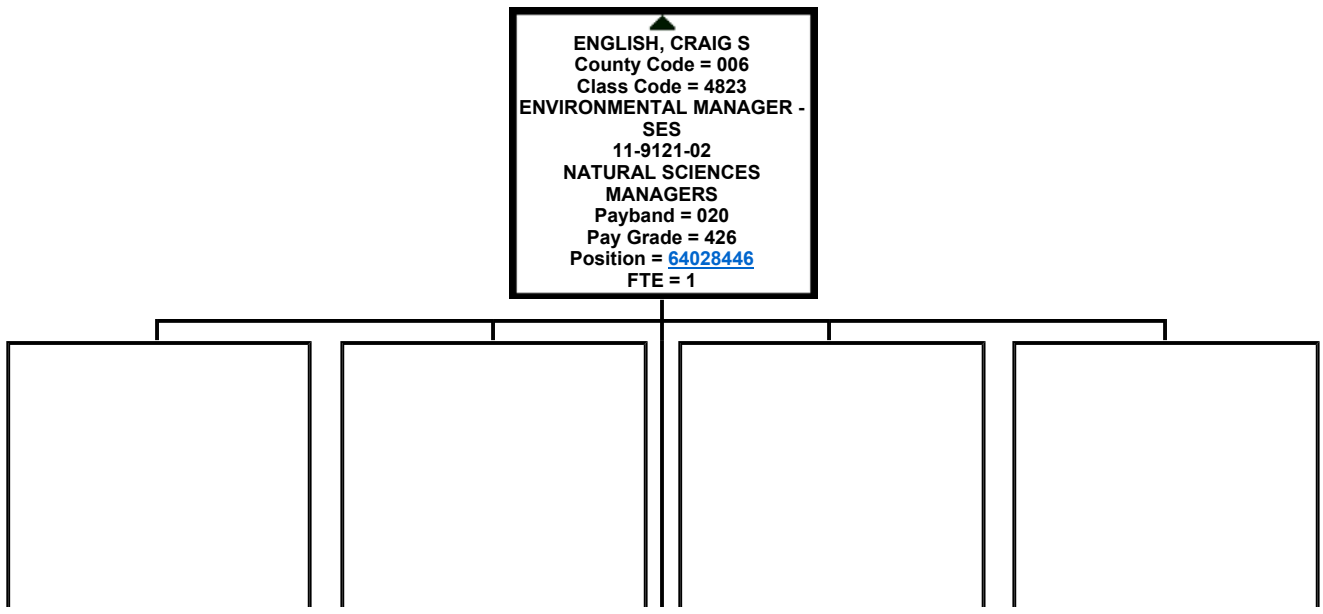 ENGLISH, CRAIG S
County Code = 006
Class Code = 4823
ENVIRONMENTAL MANAGER -
SES
11-9121-02
NATURAL SCIENCES
MANAGERS
Payband = 020
Pay Grade = 426
Position = 64028446
FTE = 1